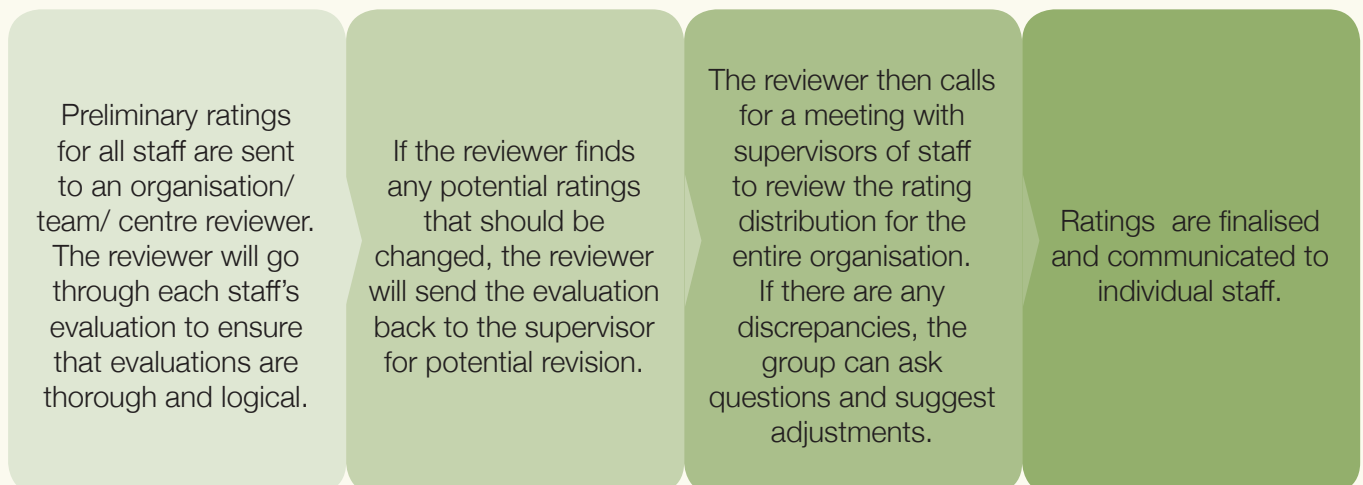 Preliminary ratings
for all staff are sent
to an organisation/
team/ centre reviewer.
The reviewer will go
through each staff’s
evaluation to ensure
that evaluations are
thorough and logical.
If the reviewer finds
any potential ratings
that should be
changed, the reviewer
will send the evaluation
back to the supervisor
for potential revision.
The reviewer then calls
for a meeting with
supervisors of staff
to review the rating
distribution for the
entire organisation.
If there are any
discrepancies, the
group can ask
questions and suggest
adjustments.
Ratings  are finalised
and communicated to
individual staff.